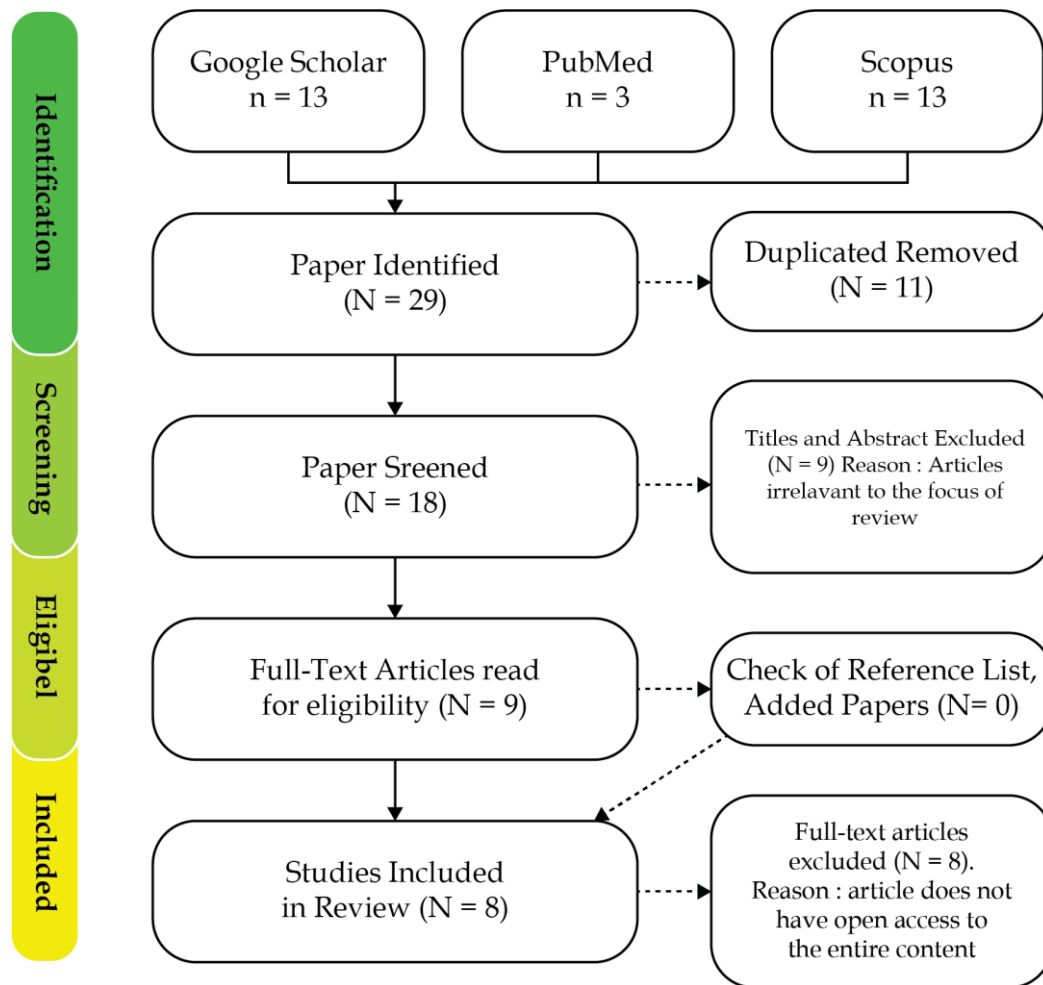 Identification
Google Scholar
n = 13
PubMed
n = 3
Scopus
n = 13
Paper Identified
(N = 29)
Duplicated Removed
(N = 11)
Screening
Paper Sreened
(N = 18)
Titles and Abstract Excluded
(N = 9) Reason : Articles
irrelavant to the focus of
review
Eligibel
Full-Text Articles read
for eligibility (N = 9)
Check of Reference List,
Added Papers (N= 0)
Included
Studies Included
in Review (N = 8)
Full-text articles
excluded (N = 8).
Reason : article does not
have open access to
the entire content